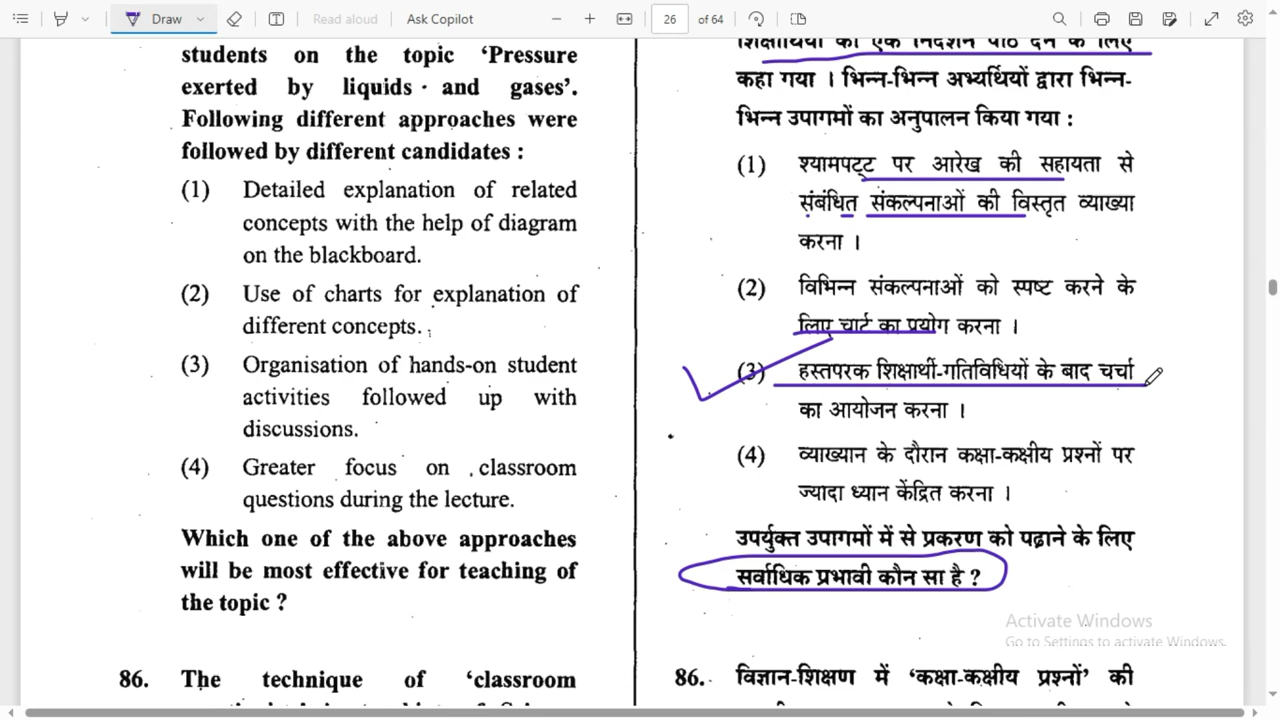 Draw
Read aloud
Ask Copilot
26
of 64
students on the topic ‘Pressure
exerted by liquids and gases’.
Following different approaches were
followed by different candidates :
(1) Detailed explanation of related
concepts with the help of diagram
on the blackboard.
(2) Use of charts for explanation of
different concepts.
(3) Organisation of hands-on student
activities followed up with
discussions.
(4) Greater focus on classroom
questions during the lecture.
Which one of the above approaches
will be most effective for teaching of
the topic ?
86. The technique of ‘classroom
शिक्षार्थियों को एक निदर्शन पाठ देने के लिए
कहा गया । भिन्न-भिन्न अभ्यर्थियों द्वारा भिन्न-
भिन्न उपागमों का अनुपालन किया गया :
(1) श्यामपट्ट पर आरेख की सहायता से
संबंधित संकल्पनाओं की विस्तृत व्याख्या
करना ।
(2) विभिन्न संकल्पनाओं को स्पष्ट करने के
लिए चार्ट का प्रयोग करना ।
(3) हस्तपरक शिक्षार्थी-गतिविधियों के बाद चर्चा
का आयोजन करना ।
(4) व्याख्यान के दौरान कक्षा-कक्षीय प्रश्नों पर
ज्यादा ध्यान केंद्रित करना ।
उपर्युक्त उपागमों में से प्रकरण को पढ़ाने के लिए
सर्वाधिक प्रभावी कौन सा है ?
86. विज्ञान-शिक्षण में ‘कक्षा-कक्षीय प्रश्नों’ की
Activate Windows
Go to Settings to activate Windows.